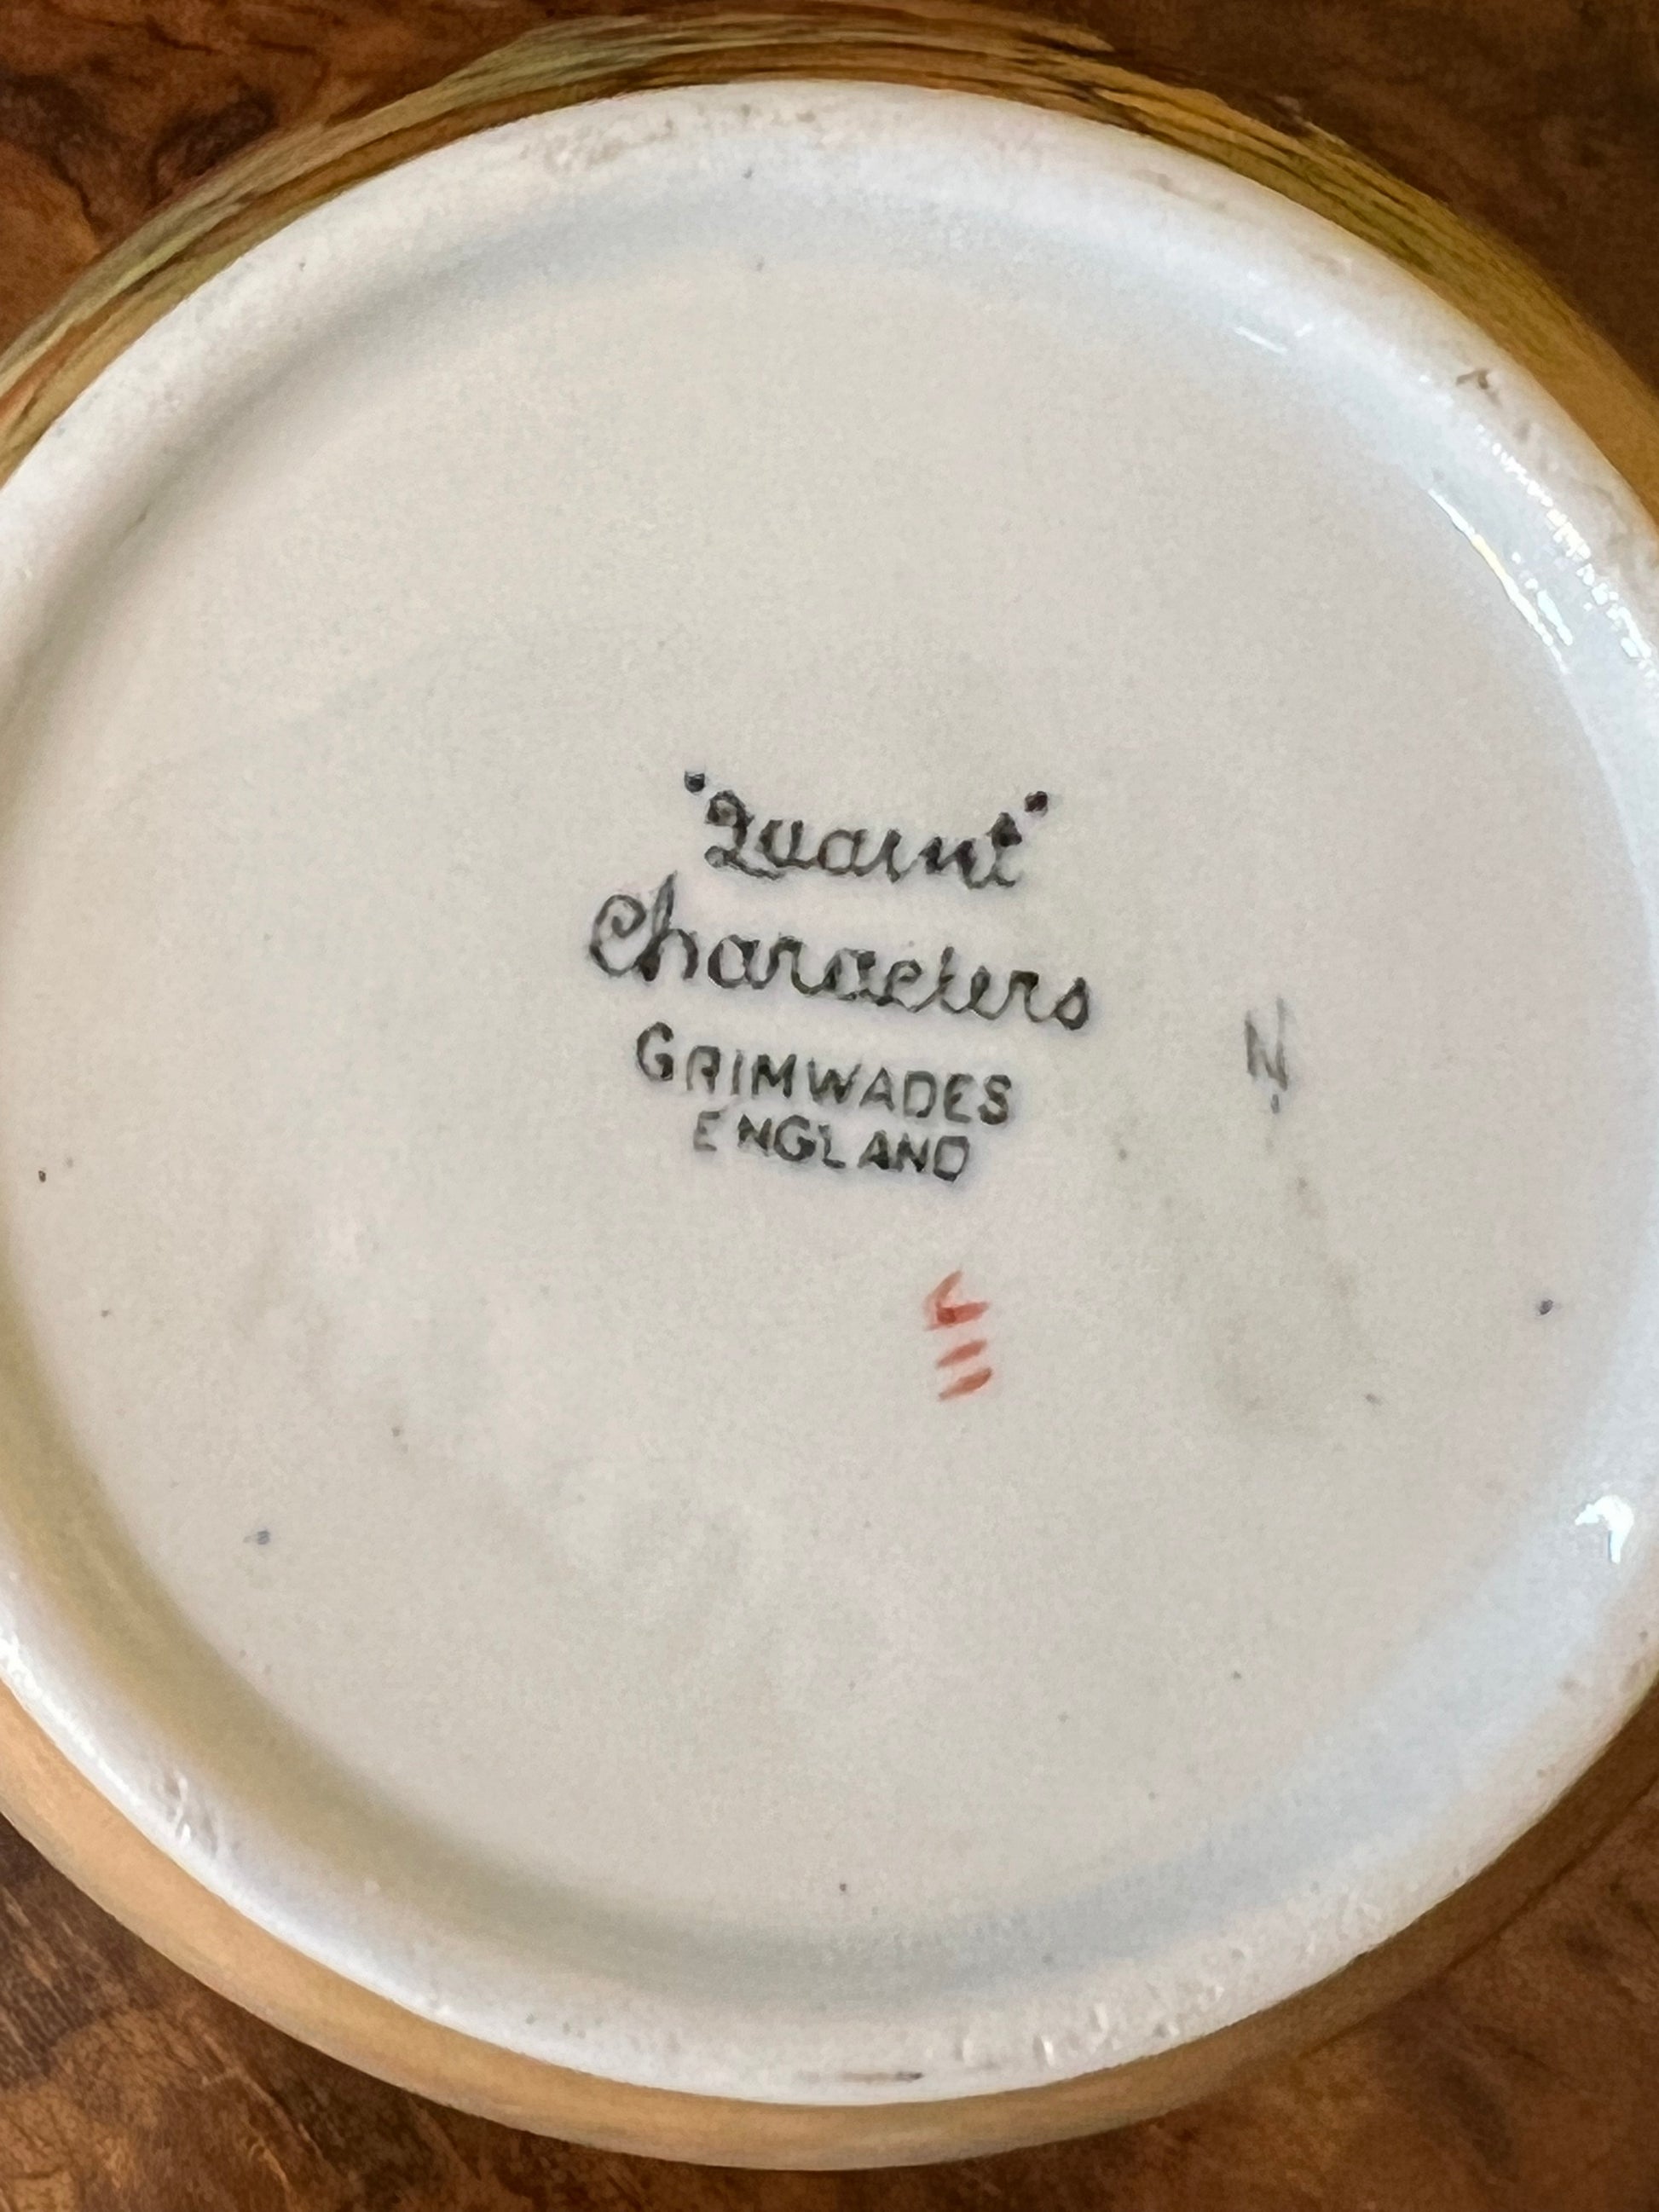 "Quaint"
Characters
GRIMWADES
ENGLAND
N